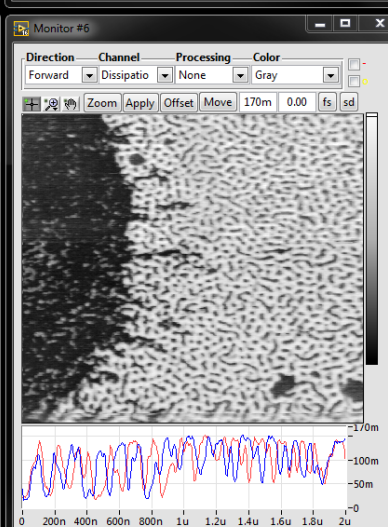 Monitor #6
Direction Channel Processing Color
Forward Dissipatio None Gray
Zoom Apply Offset Move 170m 0.00 fs sd
170m
100m
50m
0
0 200n 400n 600n 800n 1u 1.2u 1.4u 1.6u 1.8u 2u